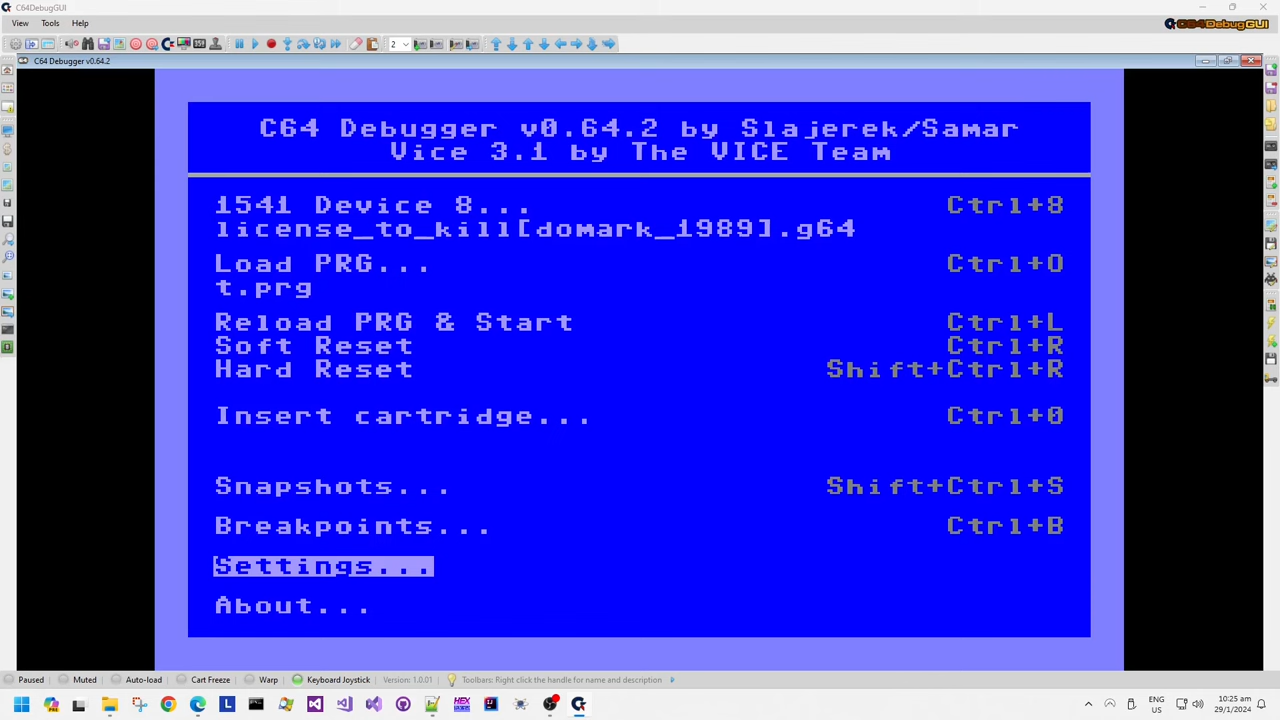 C64DebugGUI
View Tools Help
C64DebugGUI
2
C64 Debugger v0.64.2
C64 Debugger v0.64.2 by Slajerek/Samar
Vice 3.1 by The VICE Team
1541 Device 8... Ctrl+8
license_to_kill[domark_1989].g64
Load PRG... Ctrl+O
t.prg
Reload PRG & Start Ctrl+L
Soft Reset Ctrl+R
Hard Reset Shift+Ctrl+R
Insert cartridge... Ctrl+0
Snapshots... Shift+Ctrl+S
Breakpoints... Ctrl+B
Settings...
About...
Paused Muted Auto-load Cart Freeze Warp Keyboard Joystick Version: 1.0.01 Toolbars: Right click the handle for name and description
ENG 10:25 am
US 29/1/2024